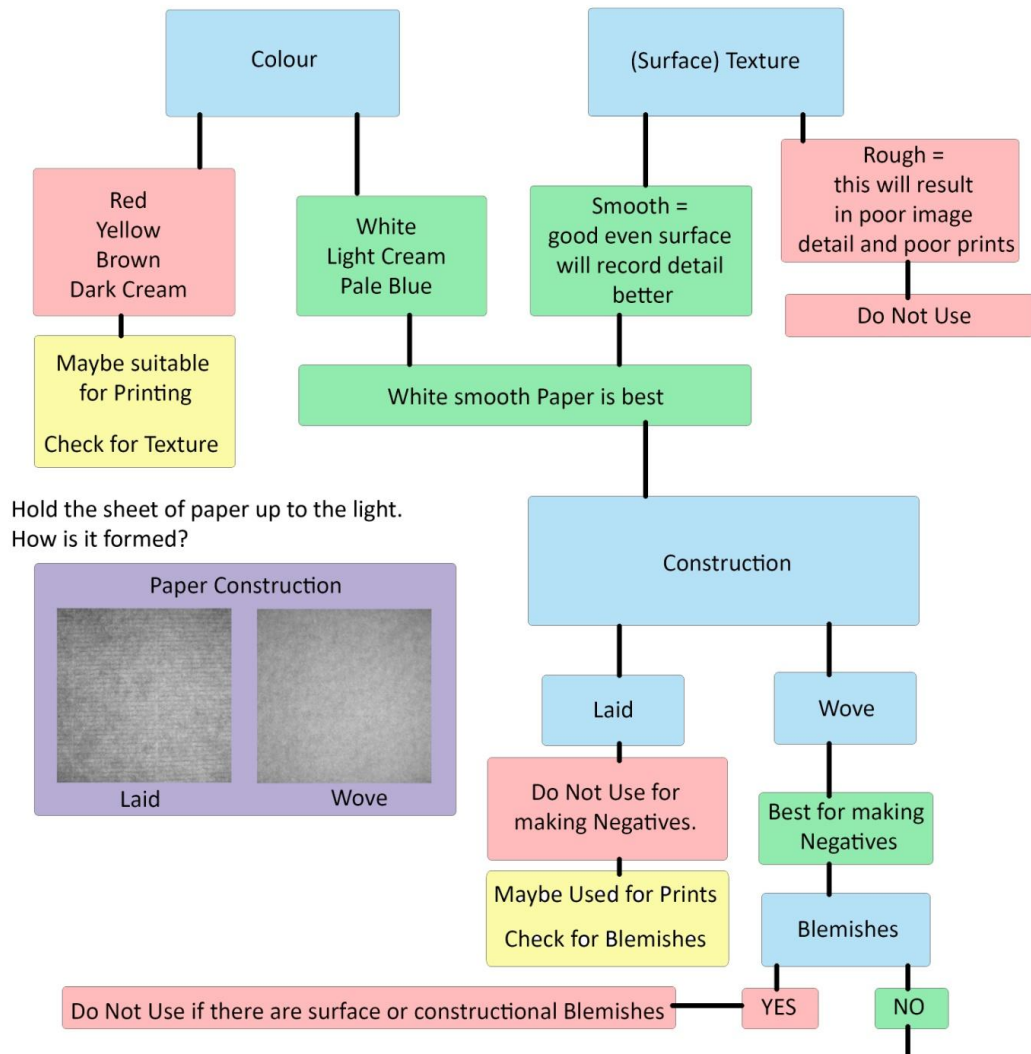 Colour
(Surface) Texture
Red
Yellow
Brown
Dark Cream
White
Light Cream
Pale Blue
Smooth =
good even surface
will record detail
better
Rough =
this will result
in poor image
detail and poor prints
Do Not Use
Maybe suitable
for Printing
Check for Texture
White smooth Paper is best
Hold the sheet of paper up to the light.
How is it formed?
Paper Construction
Laid
Wove
Construction
Laid
Wove
Do Not Use for
making Negatives.
Best for making
Negatives
Maybe Used for Prints
Check for Blemishes
Blemishes
Do Not Use if there are surface or constructional Blemishes
YES
NO